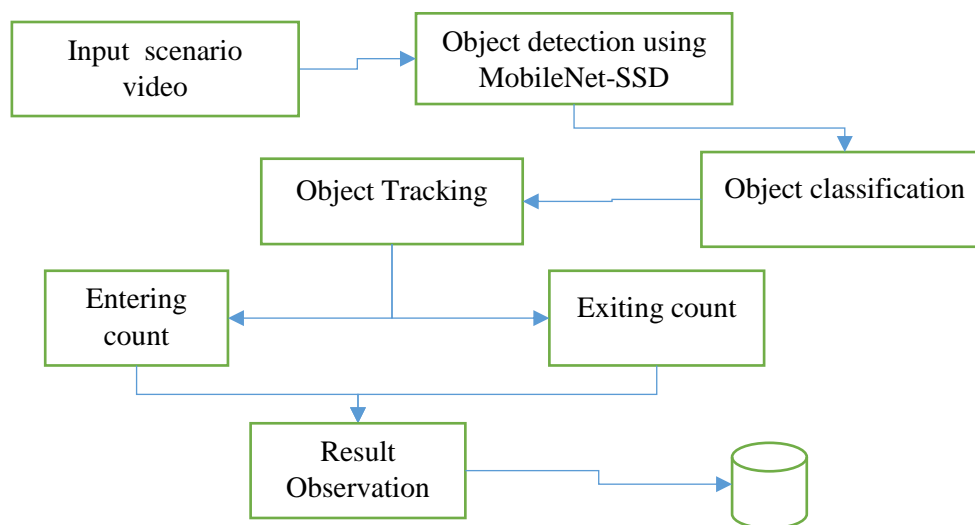 Input scenario
video
Object detection using
MobileNet-SSD
Object classification
Object Tracking
Entering
count
Exiting count
Result
Observation